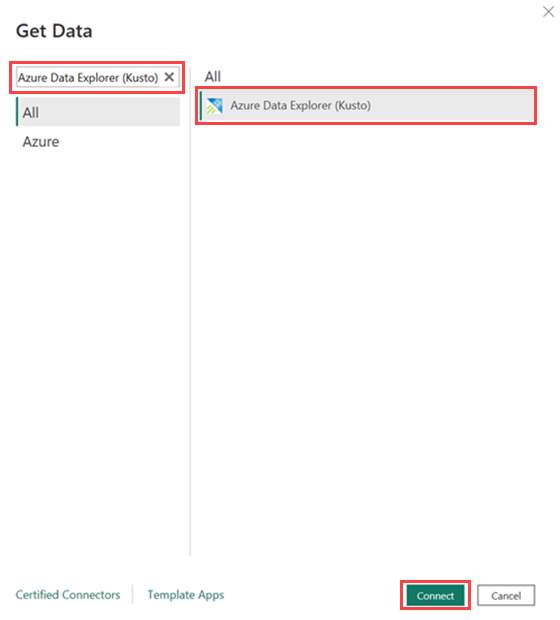 Get Data
Azure Data Explorer (Kusto)
All
Azure
All
Azure Data Explorer (Kusto)
Certified Connectors
Template Apps
Connect
Cancel